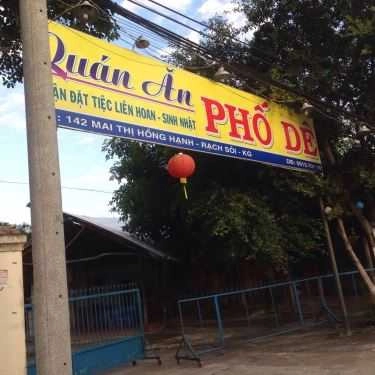 Quán Ăn
ẬN ĐẶT TIỆC LIÊN HOAN - SINH NHẬT
PHỐ DÊ
: 142 MAI THỊ HỒNG HẠNH - RẠCH SỎI - KG